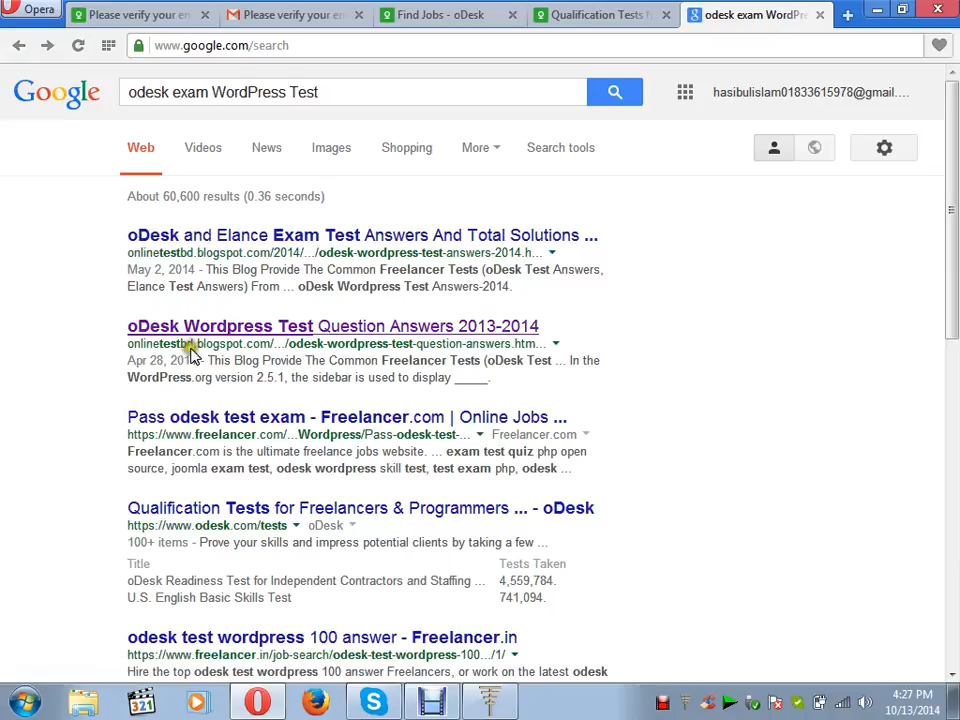 Opera
Please verify your en
Please verify your em
Find Jobs - oDesk
Qualification Tests f
odesk exam WordPre
www.google.com/search
Google
odesk exam WordPress Test
hasibulislam01833615978@gmail....
Web
Videos
News
Images
Shopping
More
Search tools
About 60,600 results (0.36 seconds)
oDesk and Elance Exam Test Answers And Total Solutions ...
onlinetestbd.blogspot.com/2014/.../odesk-wordpress-test-answers-2014.h...
May 2, 2014 - This Blog Provide The Common Freelancer Tests (oDesk Test Answers,
Elance Test Answers) From ... oDesk Wordpress Test Answers-2014.
oDesk Wordpress Test Question Answers 2013-2014
onlinetestbd.blogspot.com/.../odesk-wordpress-test-question-answers.htm...
Apr 28, 201 - This Blog Provide The Common Freelancer Tests (oDesk Test ... In the
WordPress.org version 2.5.1, the sidebar is used to display _____.
Pass odesk test exam - Freelancer.com | Online Jobs ...
https://www.freelancer.com/...Wordpress/Pass-odesk-test-... Freelancer.com
Freelancer.com is the ultimate freelance jobs website. ... exam test quiz php open
source, joomla exam test, odesk wordpress skill test, test exam php, odesk ...
Qualification Tests for Freelancers & Programmers ... - oDesk
https://www.odesk.com/tests oDesk
100+ items - Prove your skills and impress potential clients by taking a few ...
Title Tests Taken
oDesk Readiness Test for Independent Contractors and Staffing ... 4,559,784.
U.S. English Basic Skills Test 741,094.
odesk test wordpress 100 answer - Freelancer.in
https://www.freelancer.in/job-search/odesk-test-wordpress-100.../1/
Hire the top odesk test wordpress 100 answer Freelancers, or work on the latest odesk
321
4:27 PM
10/13/2014